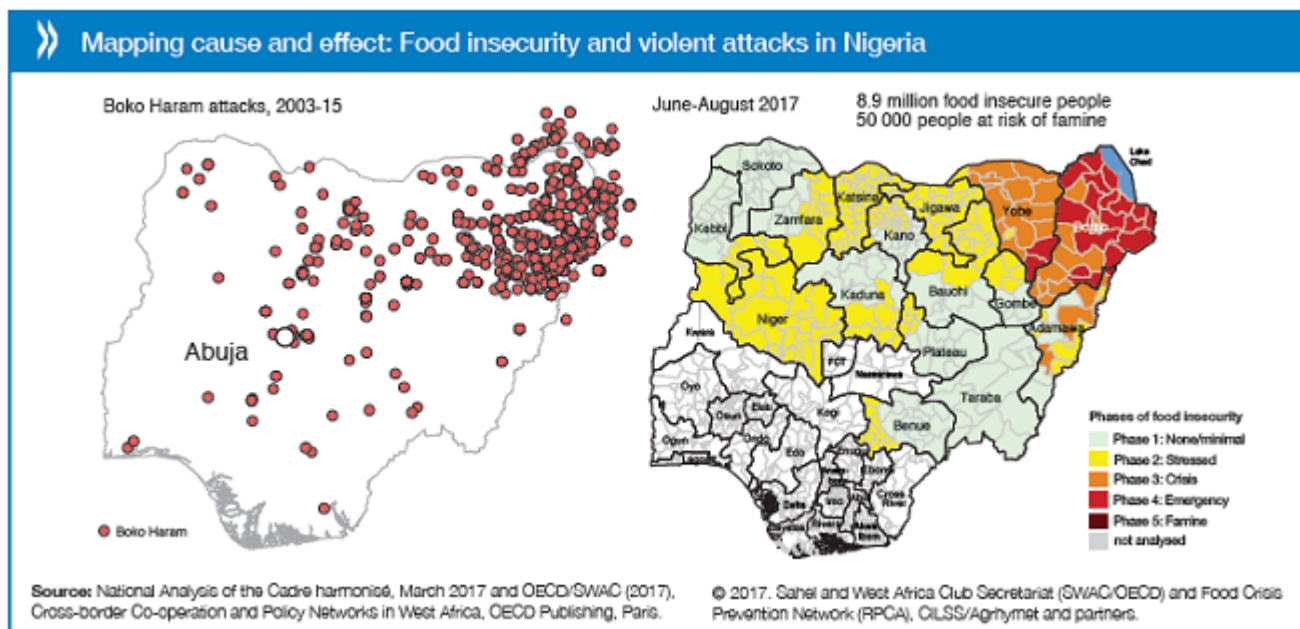 Mapping cause and effect: Food insecurity and violent attacks in Nigeria
Boko Haram attacks, 2003-15
Abuja
Boko Haram
June-August 2017
8.9 million food insecure people
50 000 people at risk of famine
Lake
Chad
Sokoto
Katsina
Jigawa
Yobe
Borno
Zamfara
Kano
Kebbi
Kaduna
Bauchi
Gombe
Niger
Adamawa
Kwara
FCT
Plateau
Nassarawa
Oyo
Taraba
Kogi
Osun
Ekiti
Benue
Ogun
Ondo
Edo
Lagos
Enugu
Ebonyi
Cross
River
Delta
Imo
Bayelsa
Rivers
Akwa
Ibom
Phases of food insecurity
Phase 1: None/minimal
Phase 2: Stressed
Phase 3: Crisis
Phase 4: Emergency
Phase 5: Famine
not analysed
Source: National Analysis of the Cadre harmonisé, March 2017 and OECD/SWAC (2017),
Cross-border Co-operation and Policy Networks in West Africa, OECD Publishing, Paris.
© 2017. Sahel and West Africa Club Secretariat (SWAC/OECD) and Food Crisis
Prevention Network (RPCA), CILSS/Agrhymet and partners.